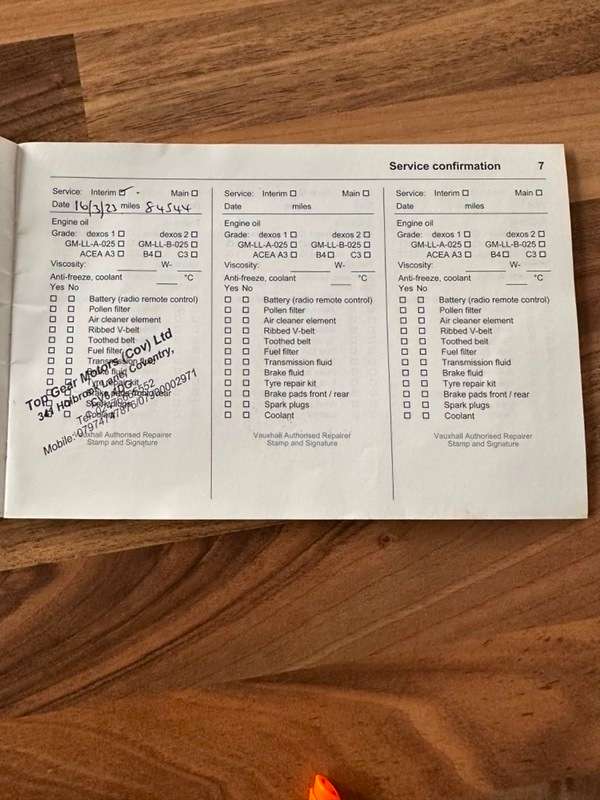 Service confirmation 7
Service: Interim ☑ Main ☐
Date 16/3/23 miles 84544
Engine oil
Grade: dexos 1 ☐ dexos 2 ☐
GM-LL-A-025 ☐ GM-LL-B-025 ☐
ACEA A3 ☐ B4 ☐ C3 ☐
Viscosity: W-
Anti-freeze, coolant °C
Yes No
☐ ☐ Battery (radio remote control)
☐ ☐ Pollen filter
☐ ☐ Air cleaner element
☐ ☐ Ribbed V-belt
☐ ☐ Toothed belt
☐ ☐ Fuel filter
Top Gear Motors (Cov) Ltd
Lane, Coventry,
Mobile:
Vauxhall Authorised Repairer
Stamp and Signature
Service: Interim ☐ Main ☐
Date miles
Engine oil
Grade: dexos 1 ☐ dexos 2 ☐
GM-LL-A-025 ☐ GM-LL-B-025 ☐
ACEA A3 ☐ B4 ☐ C3 ☐
Viscosity: W-
Anti-freeze, coolant °C
Yes No
☐ ☐ Battery (radio remote control)
☐ ☐ Pollen filter
☐ ☐ Air cleaner element
☐ ☐ Ribbed V-belt
☐ ☐ Toothed belt
☐ ☐ Fuel filter
☐ ☐ Transmission fluid
☐ ☐ Brake fluid
☐ ☐ Tyre repair kit
☐ ☐ Brake pads front / rear
☐ ☐ Spark plugs
☐ ☐ Coolant
Vauxhall Authorised Repairer
Stamp and Signature
Service: Interim ☐ Main ☐
Date miles
Engine oil
Grade: dexos 1 ☐ dexos 2 ☐
GM-LL-A-025 ☐ GM-LL-B-025 ☐
ACEA A3 ☐ B4 ☐ C3 ☐
Viscosity: W-
Anti-freeze, coolant °C
Yes No
☐ ☐ Battery (radio remote control)
☐ ☐ Pollen filter
☐ ☐ Air cleaner element
☐ ☐ Ribbed V-belt
☐ ☐ Toothed belt
☐ ☐ Fuel filter
☐ ☐ Transmission fluid
☐ ☐ Brake fluid
☐ ☐ Tyre repair kit
☐ ☐ Brake pads front / rear
☐ ☐ Spark plugs
☐ ☐ Coolant
Vauxhall Authorised Repairer
Stamp and Signature